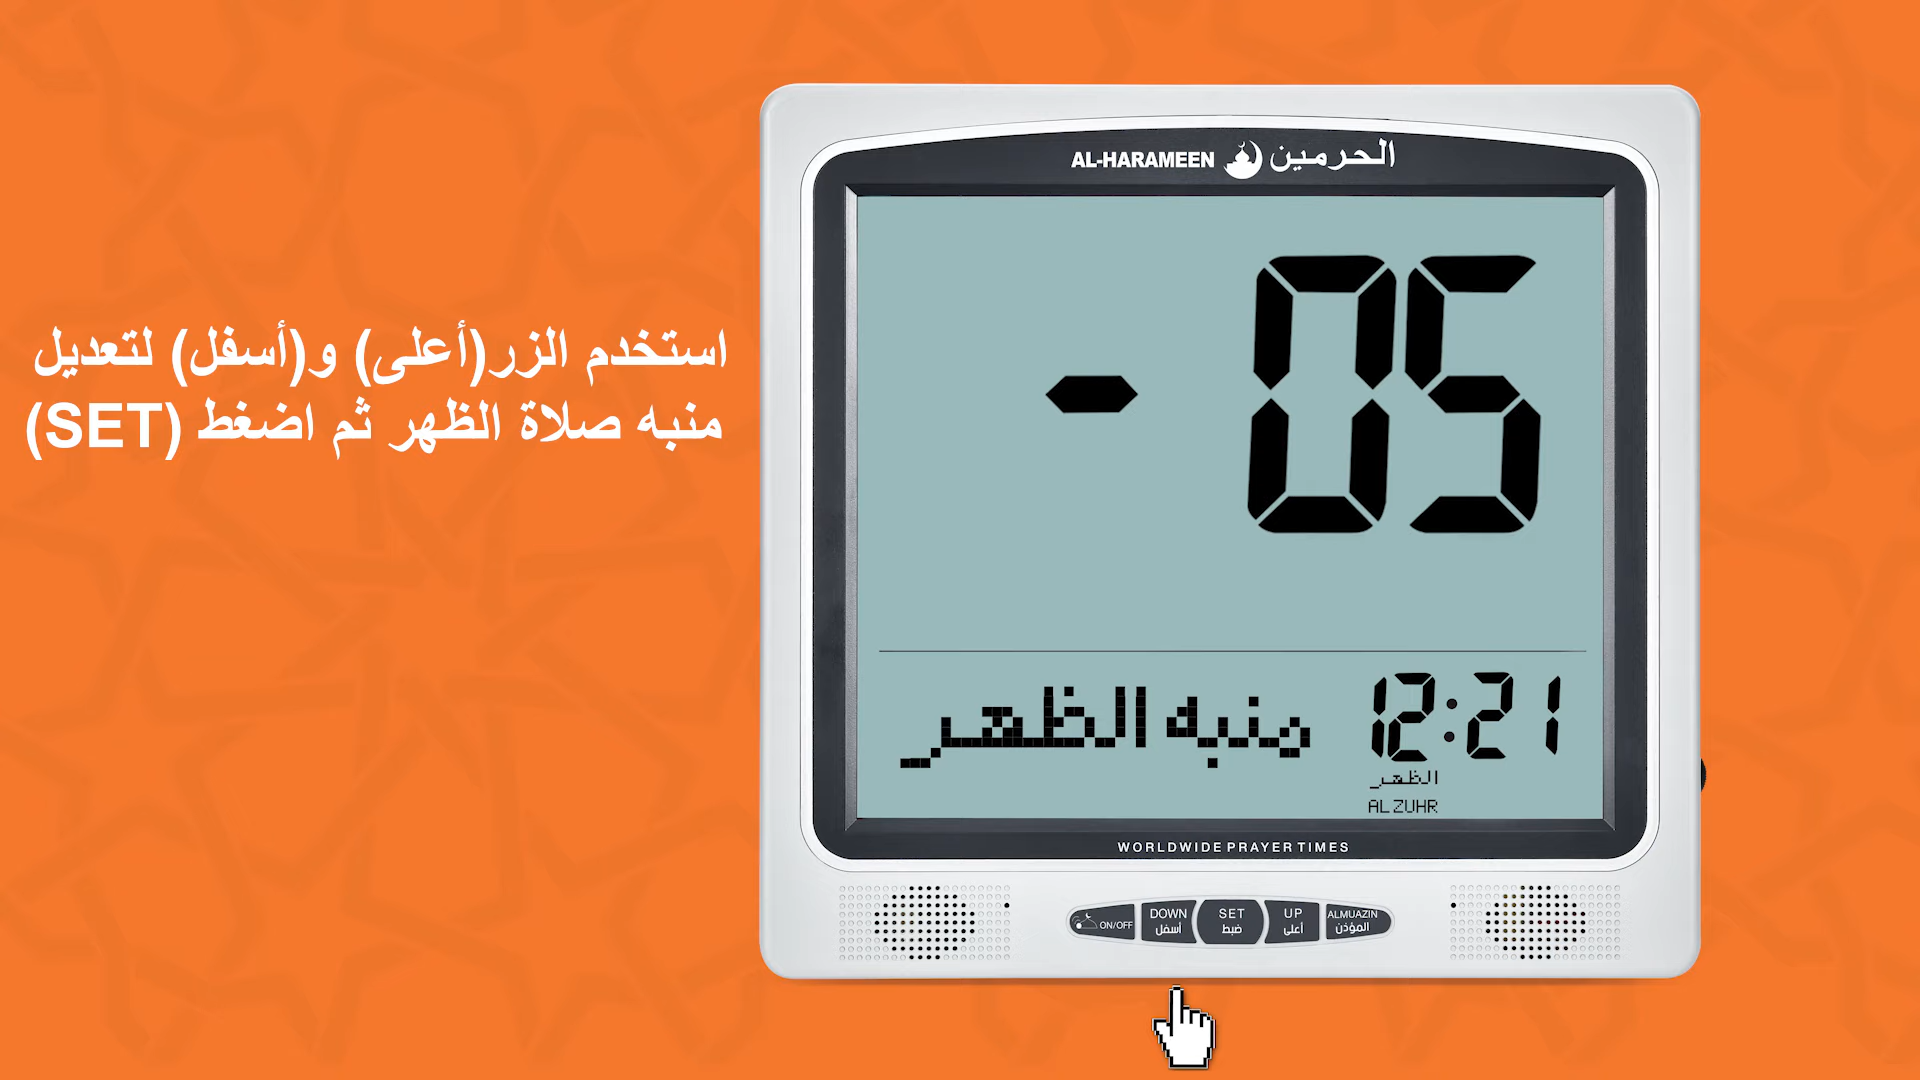 استخدم الزر(أعلى) و(أسفل) لتعديل
منبه صلاة الظهر ثم اضغط (SET)
AL-HARAMEEN الحرمين
- 05
منبه الظهر
12:21
الظهر
AL ZUHR
WORLDWIDE PRAYER TIMES
ON/OFF
DOWN
أسفل
SET
ضبط
UP
أعلى
ALMUAZIN
المؤذن